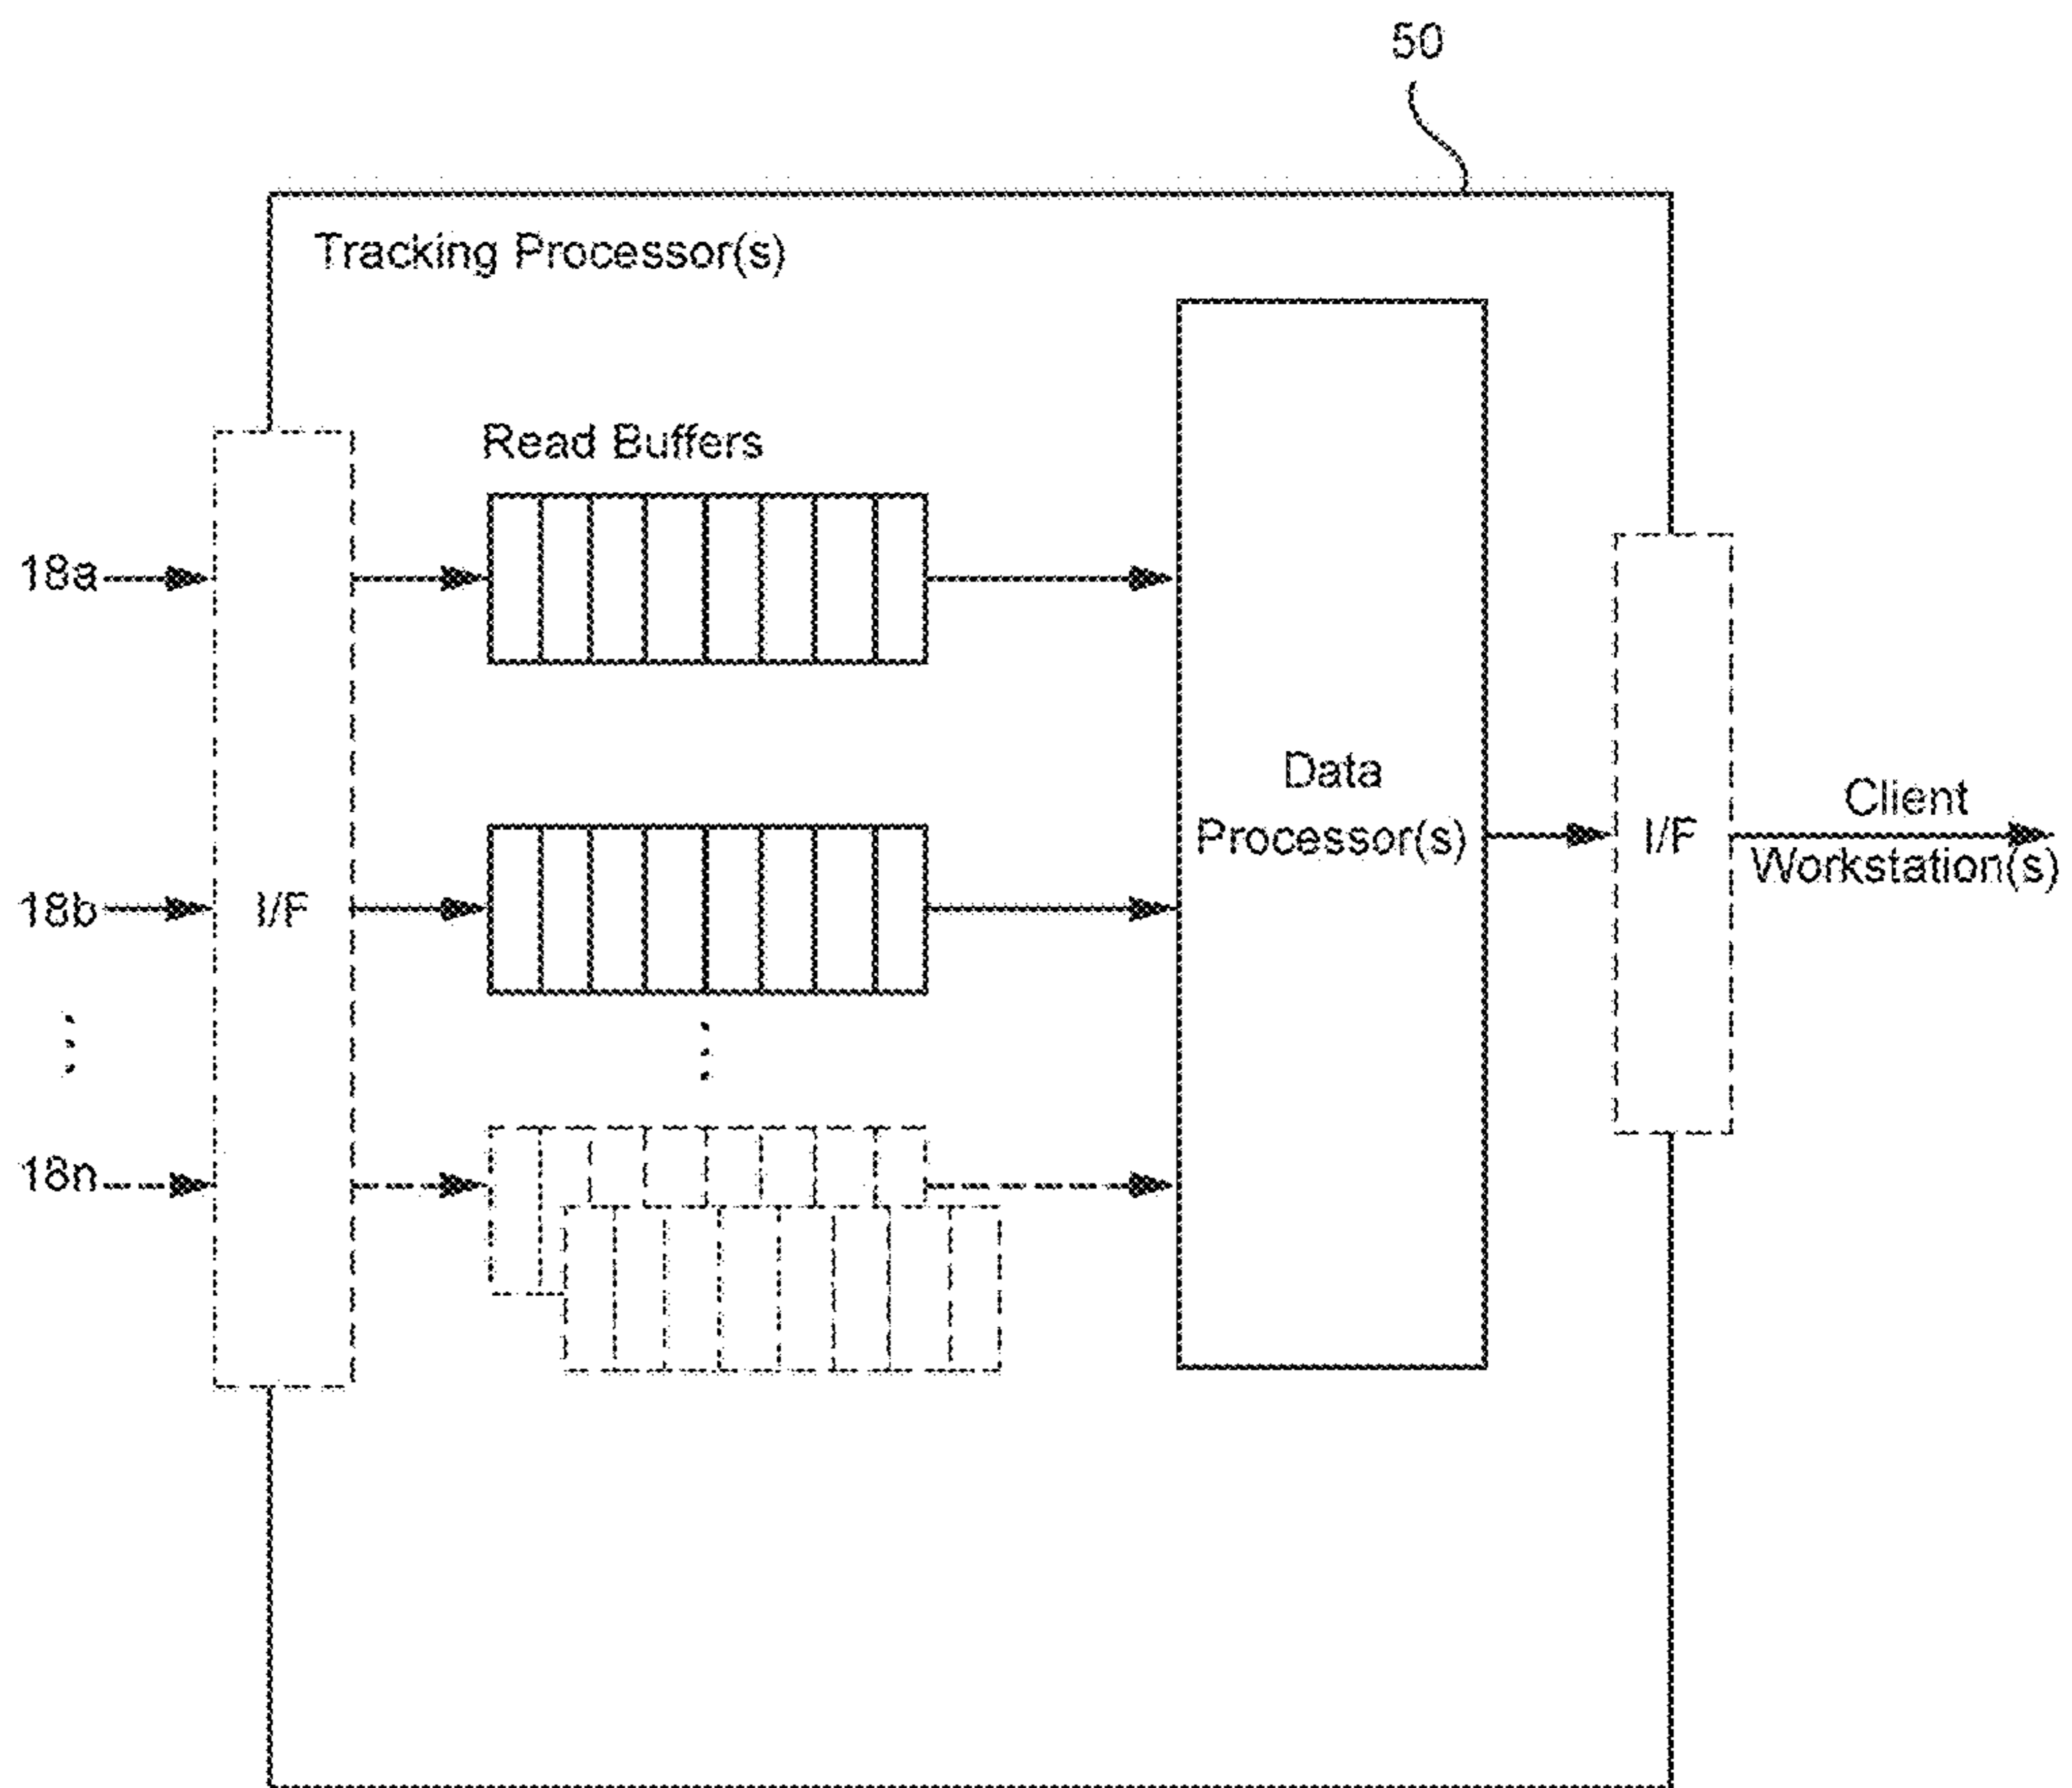 50
Tracking Processor(s)
Read Buffers
18a
Data
Processor(s)
Client
Workstation(s)
I/F
18b
I/F
18n